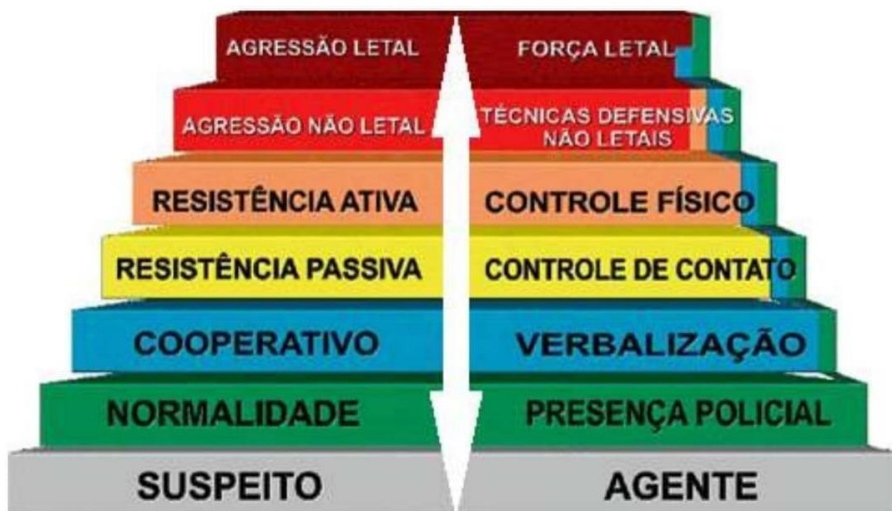 AGRESSÃO LETAL
FORÇA LETAL
AGRESSÃO NÃO LETAL
TÉCNICAS DEFENSIVAS
NÃO LETAIS
RESISTÊNCIA ATIVA
CONTROLE FÍSICO
RESISTÊNCIA PASSIVA
CONTROLE DE CONTATO
COOPERATIVO
VERBALIZAÇÃO
NORMALIDADE
PRESENÇA POLICIAL
SUSPEITO
AGENTE